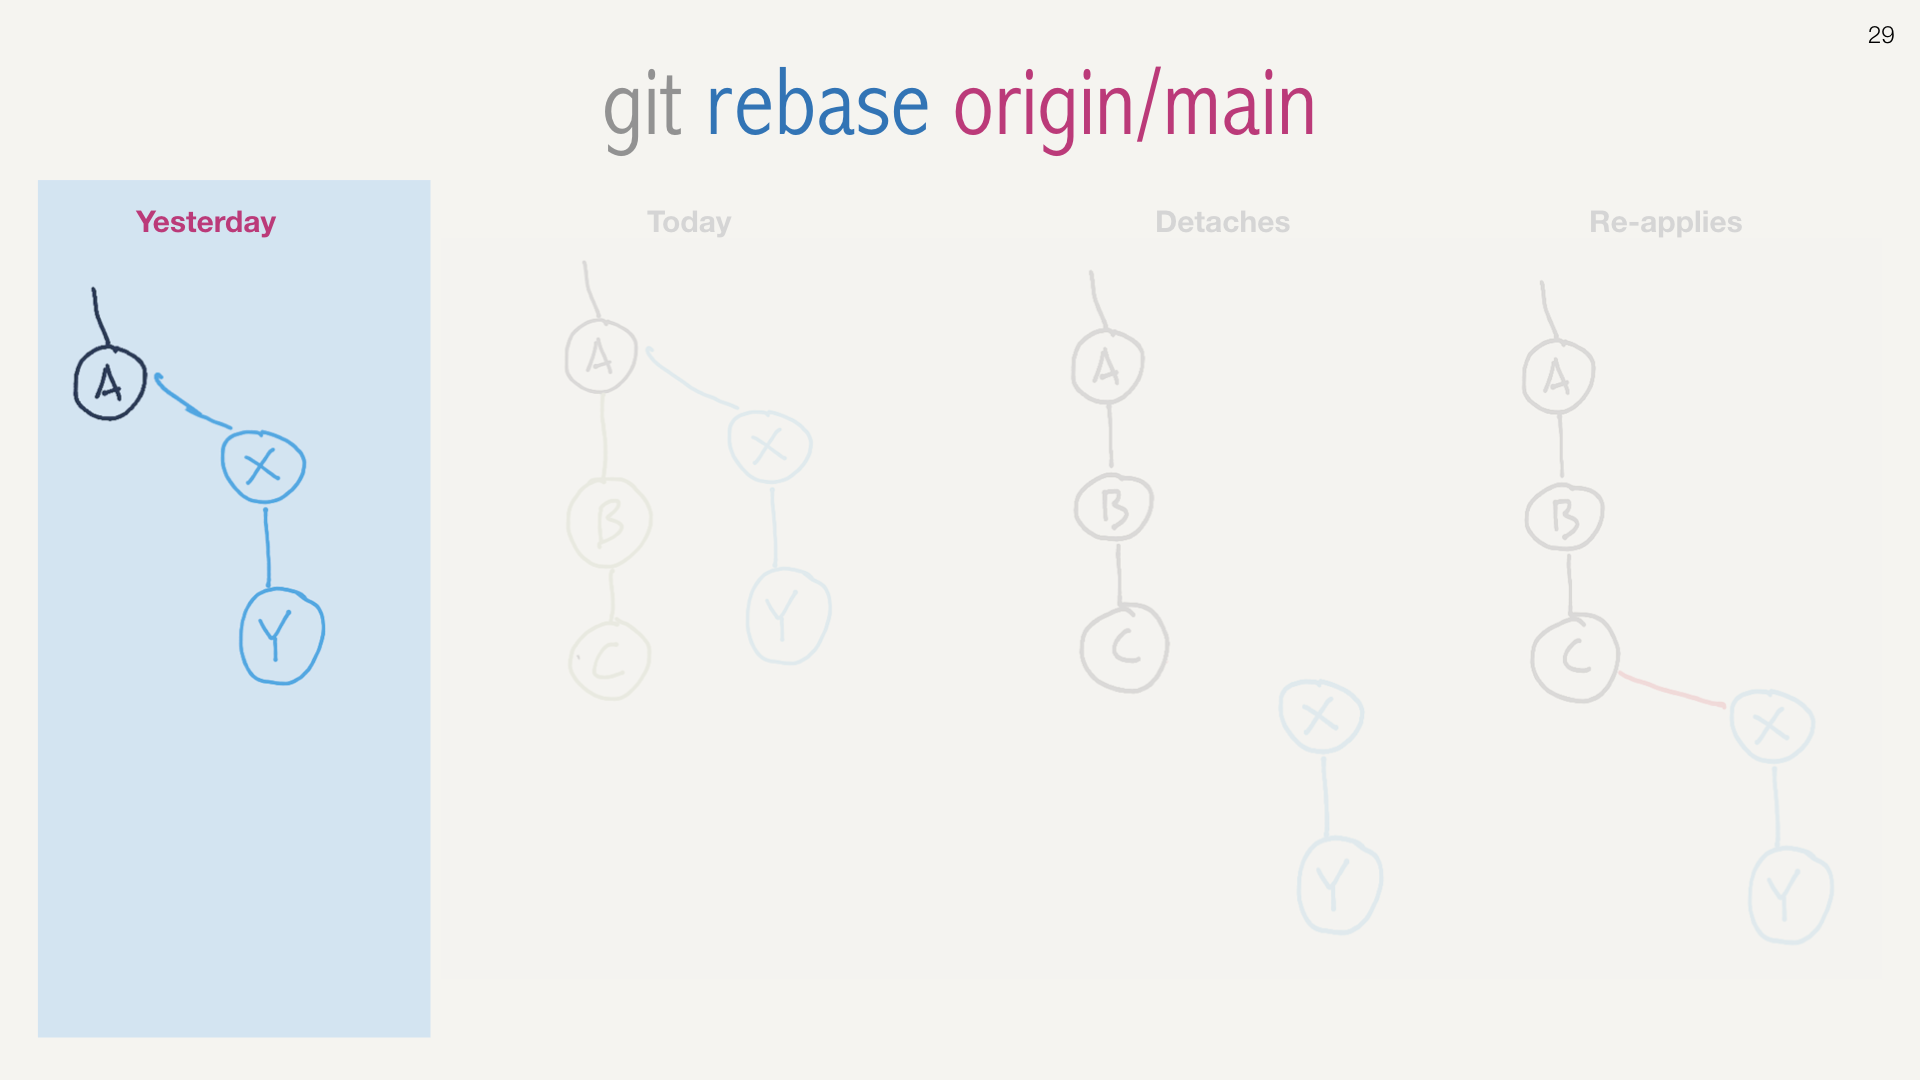 29
git rebase origin/main
Yesterday
A
X
Y
Today
A
X
B
Y
C
Detaches
A
B
C
X
Y
Re-applies
A
B
C
X
Y